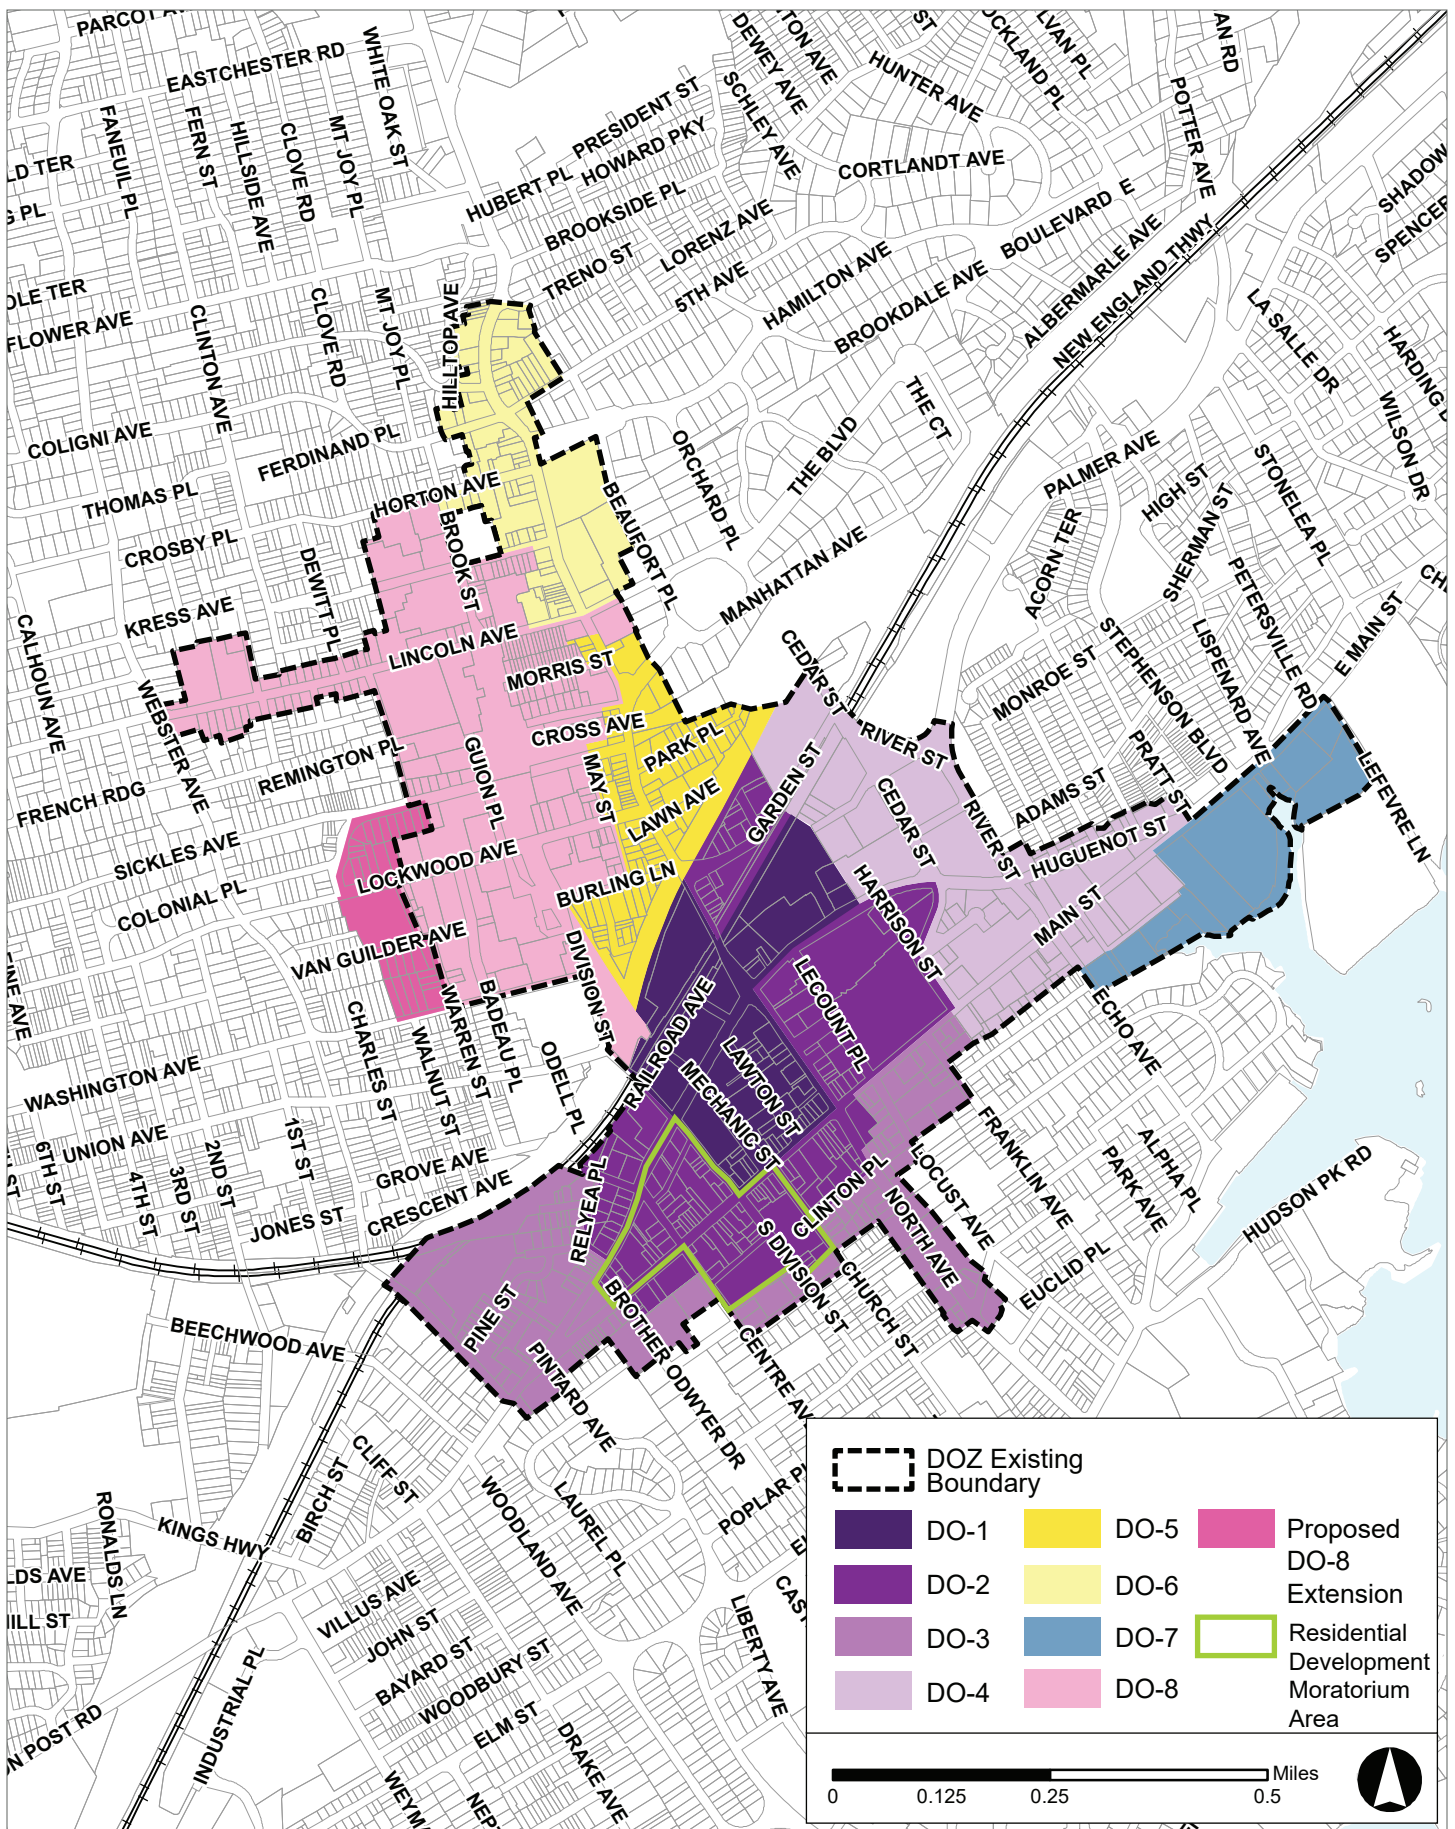 EASTCHESTER RD
WHITE OAK ST
DEWEY AVE
HUNTER AVE
POTTER AVE
FANEUIL PL
FERN ST
HILLSIDE AVE
CLOVE RD
MT JOY PL
PRESIDENT ST
HOWARD PKY
SCHLEY AVE
CORTLANDT AVE
HUBERT PL
BROOKSIDE PL
TRENO ST
LORENZ AVE
5TH AVE
HAMILTON AVE
BROOKDALE AVE
BOULEVARD E
ALBERMARLE AVE
NEW ENGLAND THWY
CLINTON AVE
CLOVE RD
MT JOY PL
HILLTOP AVE
LA SALLE DR
WILSON DR
THE CT
THE BLVD
COLIGNI AVE
FERDINAND PL
ORCHARD PL
PALMER AVE
HIGH ST
STONELEA PL
THOMAS PL
HORTON AVE
BEAUFORT PL
CROSBY PL
BROOK ST
DEWITT PL
MANHATTAN AVE
ACORN TER
SHERMAN ST
PETERSVILLE RD
KRESS AVE
LINCOLN AVE
MORRIS ST
CALHOUN AVE
WEBSTER AVE
CEDAR ST
MONROE ST
STEPHENSON BLVD
LISPENARD AVE
E MAIN ST
CROSS AVE
PARK PL
RIVER ST
REMINGTON PL
GUION PL
MAY ST
LAWN AVE
GARDEN ST
CEDAR ST
RIVER ST
ADAMS ST
PRATT ST
LEFEVRE LN
FRENCH RDG
SICKLES AVE
COLONIAL PL
LOCKWOOD AVE
BURLING LN
HUGUENOT ST
HARRISON ST
MAIN ST
VAN GUILDER AVE
DIVISION ST
LECOUNT PL
CHARLES ST
WALNUT ST
WARREN ST
BADEAU PL
ODELL PL
RAILROAD AVE
MECHANIC ST
LAWTON ST
ECHO AVE
WASHINGTON AVE
UNION AVE
6TH ST
4TH ST
3RD ST
2ND ST
1ST ST
GROVE AVE
CRESCENT AVE
JONES ST
RELYEA PL
CLINTON PL
S DIVISION ST
LOCUST AVE
NORTH AVE
FRANKLIN AVE
PARK AVE
ALPHA PL
HUDSON PK RD
EUCLID PL
BEECHWOOD AVE
PINE ST
PINTARD AVE
BROTHER ODWYER DR
CENTRE AV
CHURCH ST
CLIFF ST
BIRCH ST
KINGS HWY
RONALDS LN
WOODLAND AVE
LAUREL PL
POPLAR PL
LIBERTY AVE
VILLUS AVE
JOHN ST
BAYARD ST
WOODBURY ST
ELM ST
DRAKE AVE
INDUSTRIAL PL
DOZ Existing
Boundary
DO-1
DO-2
DO-3
DO-4
DO-5
DO-6
DO-7
DO-8
Proposed
DO-8
Extension
Residential
Development
Moratorium
Area
Miles
0 0.125 0.25 0.5